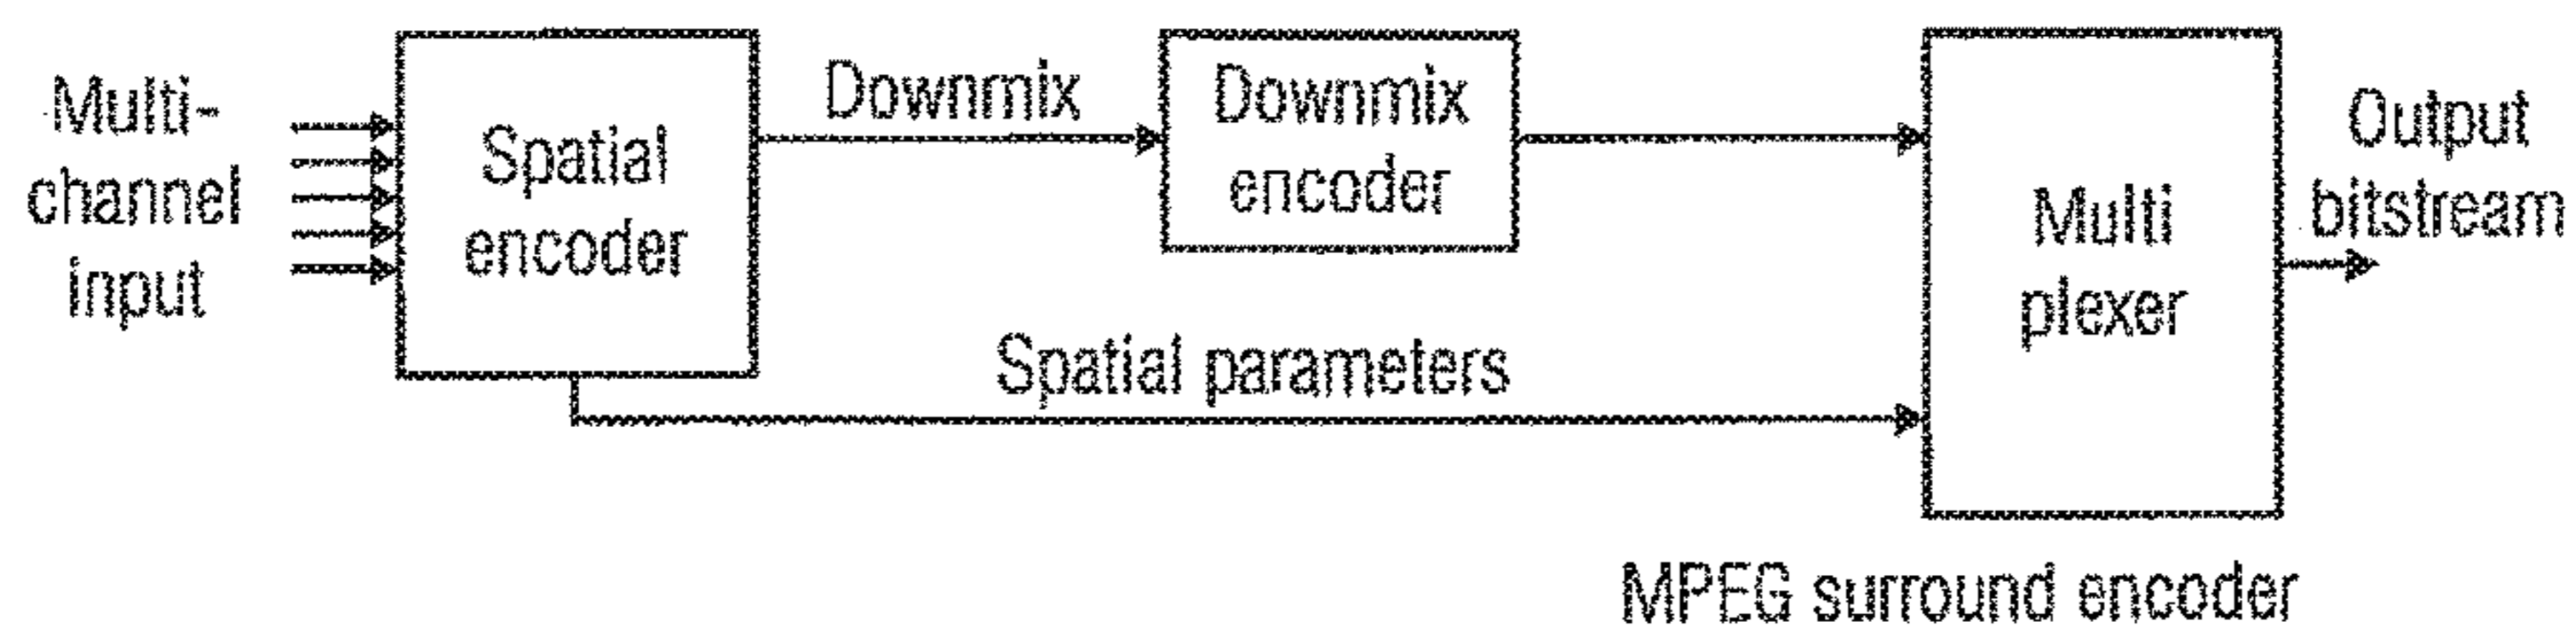 Multi-
channel
input
Spatial
encoder
Downmix
Downmix
encoder
Spatial parameters
Multi
plexer
Output
bitstream
MPEG surround encoder